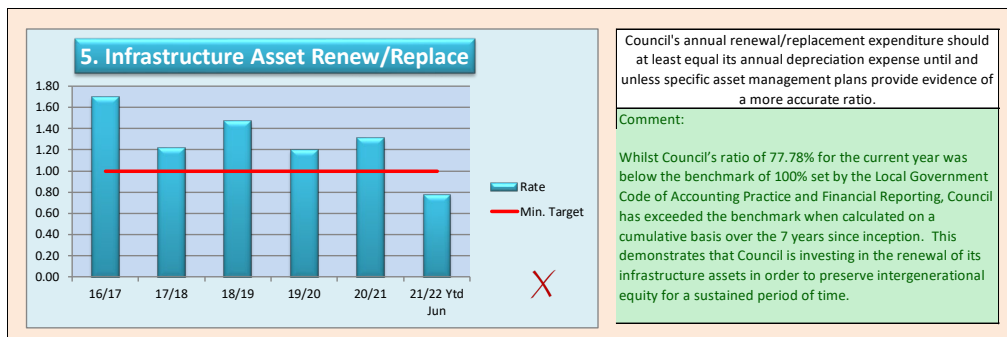 5. Infrastructure Asset Renew/Replace
1.80
1.60
1.40
1.20
1.00
0.80
0.60
0.40
0.20
0.00
16/17 17/18 18/19 19/20 20/21 21/22 Ytd
Jun
Rate
Min. Target
X
Council's annual renewal/replacement expenditure should
at least equal its annual depreciation expense until and
unless specific asset management plans provide evidence of
a more accurate ratio.
Comment:
Whilst Council’s ratio of 77.78% for the current year was
below the benchmark of 100% set by the Local Government
Code of Accounting Practice and Financial Reporting, Council
has exceeded the benchmark when calculated on a
cumulative basis over the 7 years since inception.  This
demonstrates that Council is investing in the renewal of its
infrastructure assets in order to preserve intergenerational
equity for a sustained period of time.